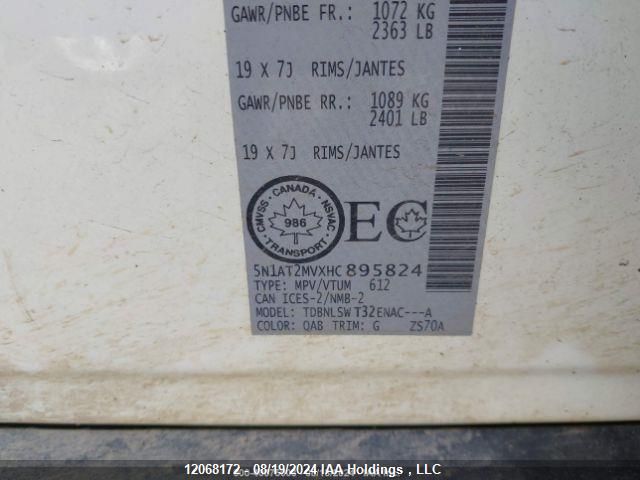 GAWR/PNBE FR.: 1072 KG
2363 LB
19 X 7J RIMS/JANTES
GAWR/PNBE RR.: 1089 KG
2401 LB
19 X 7J RIMS/JANTES
CMVSS • CANADA • NSVAC
986
TRANSPORT
EC
5N1AT2MVXHC895824
TYPE: MPV/VTUM 612
CAN ICES-2/NMB-2
MODEL: TDBNLSWT32ENAC---A
COLOR: QAB TRIM: G ZS70A
12068172 - 08/19/2024 IAA Holdings , LLC